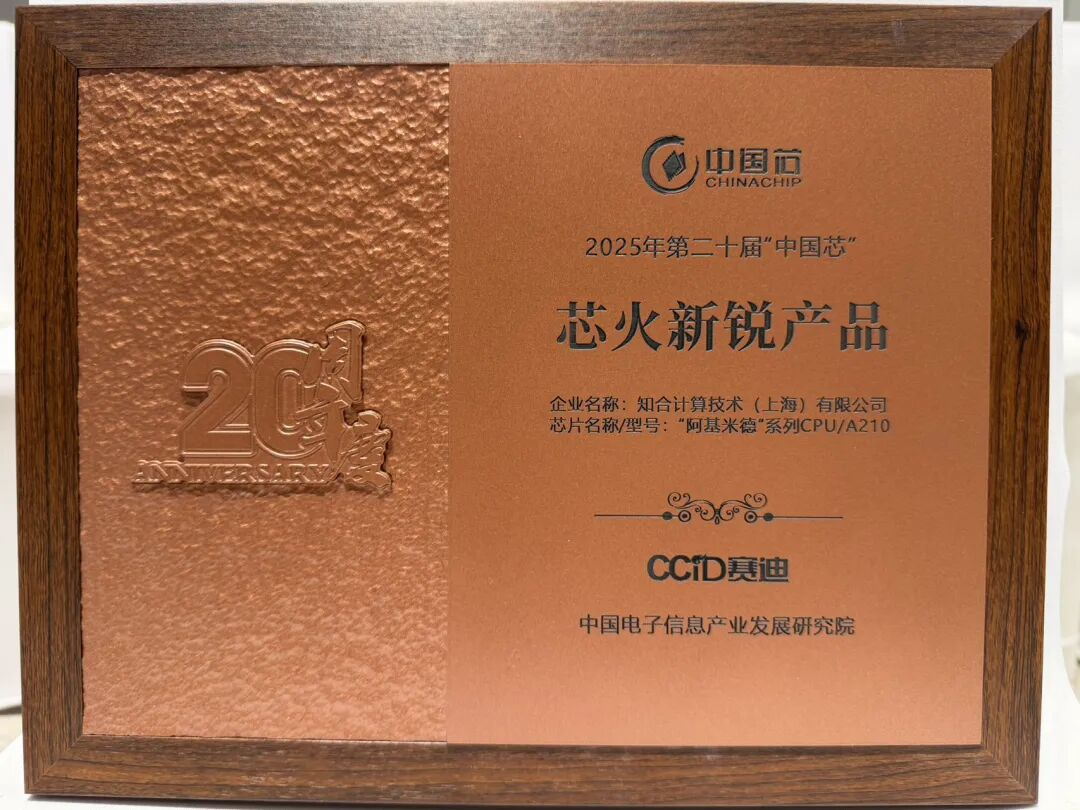 20周年度
ANNIVERSARY
中国芯
CHINACHIP
2025年第二十届“中国芯”
芯火新锐产品
企业名称：知合计算技术（上海）有限公司
芯片名称/型号：“阿基米德”系列CPU/A210
CCID赛迪
中国电子信息产业发展研究院